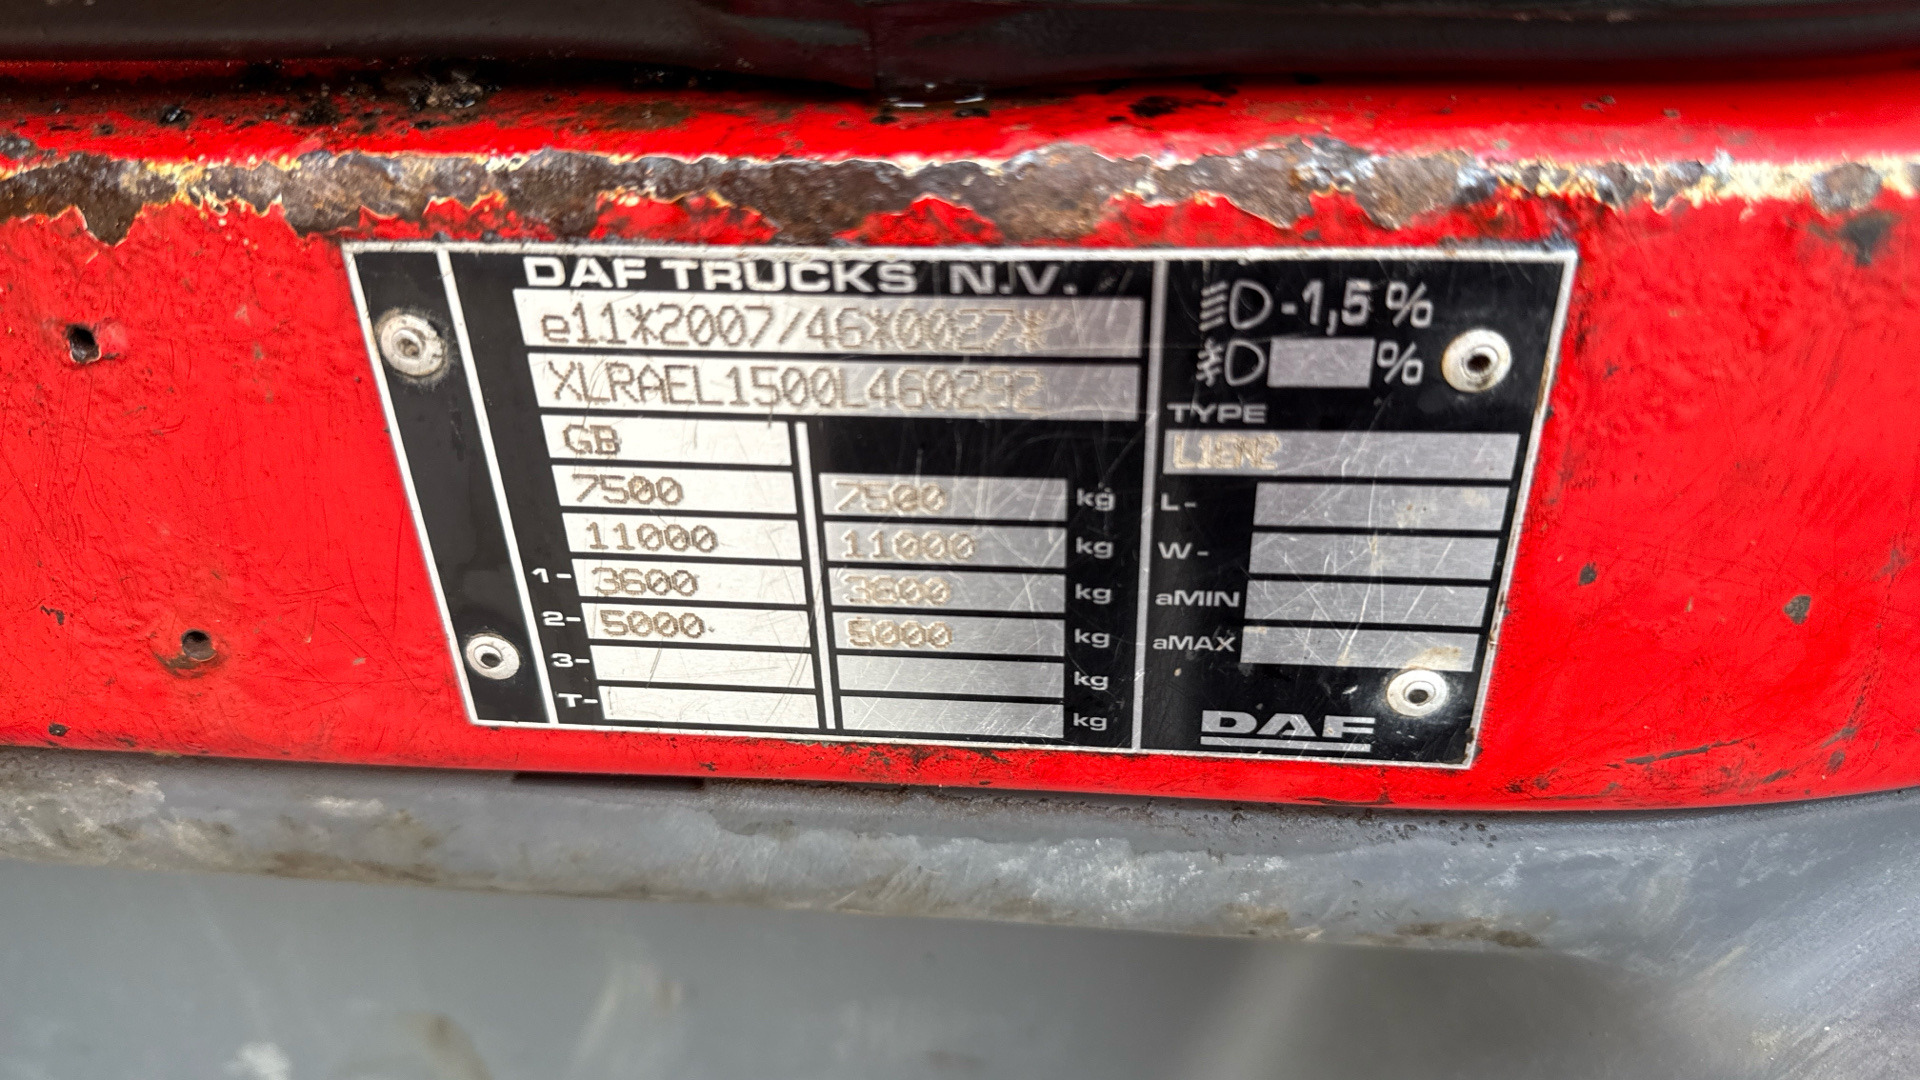 DAF TRUCKS N.V.
e11*2007/46*0027*
XLRAEL1500L460292
GB
7500 7500 kg
11000 11000 kg
1- 3600 3600 kg
2- 5000 5000 kg
3- kg
T- kg
-1,5 %
%
TYPE
L-
W-
aMIN
aMAX
DAF